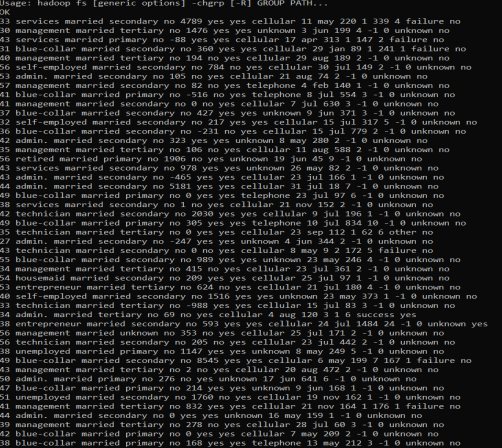 Usage: hadoop fs [generic options] -chgrp [-R] GROUP PATH...
OK
33 services married secondary no 4789 yes yes cellular 11 may 220 1 339 4 failure no
30 management married tertiary no 1476 yes yes unknown 3 jun 199 4 -1 0 unknown no
43 services married primary no -88 yes yes cellular 17 apr 313 1 147 2 failure no
31 blue-collar married secondary no 360 yes yes cellular 29 jan 89 1 241 1 failure no
40 management married tertiary no 194 no yes cellular 29 aug 189 2 -1 0 unknown no
56 self-employed married secondary no 784 no yes cellular 30 jul 149 2 -1 0 unknown no
53 admin. married secondary no 105 no yes cellular 21 aug 74 2 -1 0 unknown no
57 management married secondary no 82 no yes telephone 4 feb 140 1 -1 0 unknown no
41 blue-collar married primary no -516 no yes telephone 8 jul 554 3 -1 0 unknown no
41 management married secondary no 0 no yes cellular 7 jul 630 3 -1 0 unknown no
37 blue-collar married secondary no 427 yes yes unknown 9 jun 371 3 -1 0 unknown no
32 self-employed married secondary no 217 yes yes cellular 15 jul 317 5 -1 0 unknown no
36 blue-collar married secondary no -231 no yes cellular 15 jul 779 2 -1 0 unknown no
42 admin. married secondary no 323 yes yes unknown 8 may 280 2 -1 0 unknown no
35 management married tertiary no 106 no yes cellular 11 aug 588 2 -1 0 unknown no
56 retired married primary no 1906 no yes unknown 19 jun 45 9 -1 0 unknown no
43 services married secondary no 978 yes yes unknown 26 may 82 2 -1 0 unknown no
43 admin. married secondary no -465 yes yes cellular 23 jul 166 1 -1 0 unknown no
44 admin. married secondary no 5181 yes yes cellular 31 jul 18 7 -1 0 unknown no
49 blue-collar married primary no 0 yes yes telephone 23 jul 97 6 -1 0 unknown no
38 services married secondary no 1 no yes cellular 21 nov 152 2 -1 0 unknown no
42 technician married secondary no 2030 yes yes cellular 9 jul 196 1 -1 0 unknown no
49 blue-collar married primary no 305 yes yes telephone 10 jul 834 10 -1 0 unknown no
35 technician married tertiary no 0 yes yes cellular 23 sep 112 1 62 6 other no
27 admin. married secondary no -247 yes yes unknown 4 jun 344 2 -1 0 unknown no
43 technician married secondary no 0 no yes cellular 8 may 9 2 172 5 failure no
55 blue-collar married secondary no 989 yes yes unknown 23 may 246 4 -1 0 unknown no
34 management married tertiary no 415 yes yes cellular 23 jul 361 2 -1 0 unknown no
54 housemaid married secondary no 209 yes yes cellular 25 jul 97 1 -1 0 unknown no
53 entrepreneur married tertiary no 624 no yes cellular 21 jul 180 4 -1 0 unknown no
40 self-employed married secondary no 1516 yes yes unknown 23 may 373 1 -1 0 unknown no
33 technician married secondary no -988 yes yes cellular 15 jul 83 3 -1 0 unknown no
34 admin. married tertiary no 69 no yes cellular 4 aug 120 3 1 6 success yes
38 entrepreneur married secondary no 593 yes yes cellular 24 jul 1484 24 -1 0 unknown yes
56 management married unknown no 353 no yes cellular 25 jul 171 2 -1 0 unknown no
56 technician married secondary no 205 no yes cellular 23 jul 442 2 -1 0 unknown no
38 unemployed married primary no 1147 yes yes unknown 8 may 249 5 -1 0 unknown no
49 blue-collar married secondary no 8545 yes yes cellular 6 may 199 7 167 1 failure no
43 management married tertiary no 2 no yes cellular 20 aug 472 2 -1 0 unknown no
50 admin. married primary no 276 no yes unknown 17 jun 641 6 -1 0 unknown no
47 blue-collar married primary no 214 yes yes unknown 9 jun 168 1 -1 0 unknown no
51 unemployed married secondary no 1760 no yes cellular 19 nov 162 1 -1 0 unknown no
41 management married tertiary no 832 yes yes cellular 21 nov 164 1 176 1 failure no
44 admin. married secondary no 0 yes yes unknown 16 may 159 1 -1 0 unknown no
39 management married tertiary no 278 no yes cellular 28 jul 60 3 -1 0 unknown no
42 blue-collar married primary no 0 yes yes cellular 7 may 209 2 -1 0 unknown no
38 blue-collar married primary no 168 yes yes telephone 13 may 212 3 -1 0 unknown no